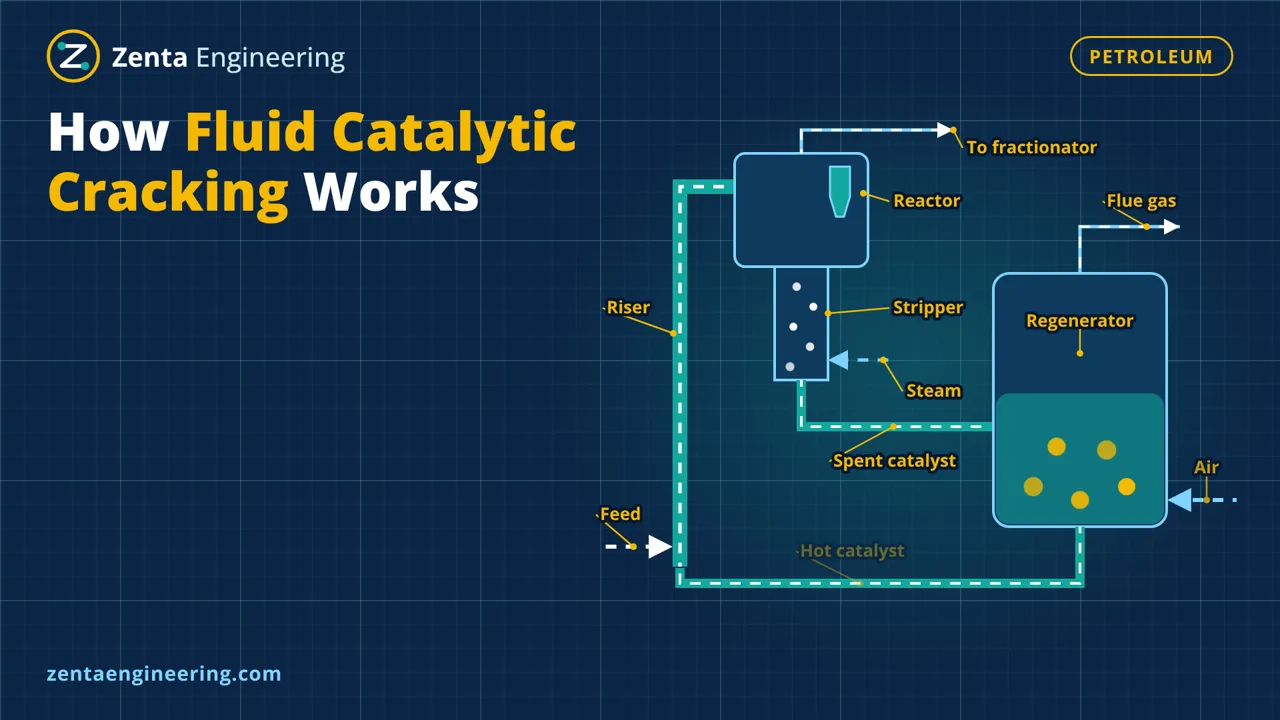 Zenta Engineering
PETROLEUM
How Fluid Catalytic
Cracking Works
To fractionator
Reactor
Flue gas
Riser
Stripper
Regenerator
Steam
Spent catalyst
Air
Feed
Hot catalyst
zentaengineering.com